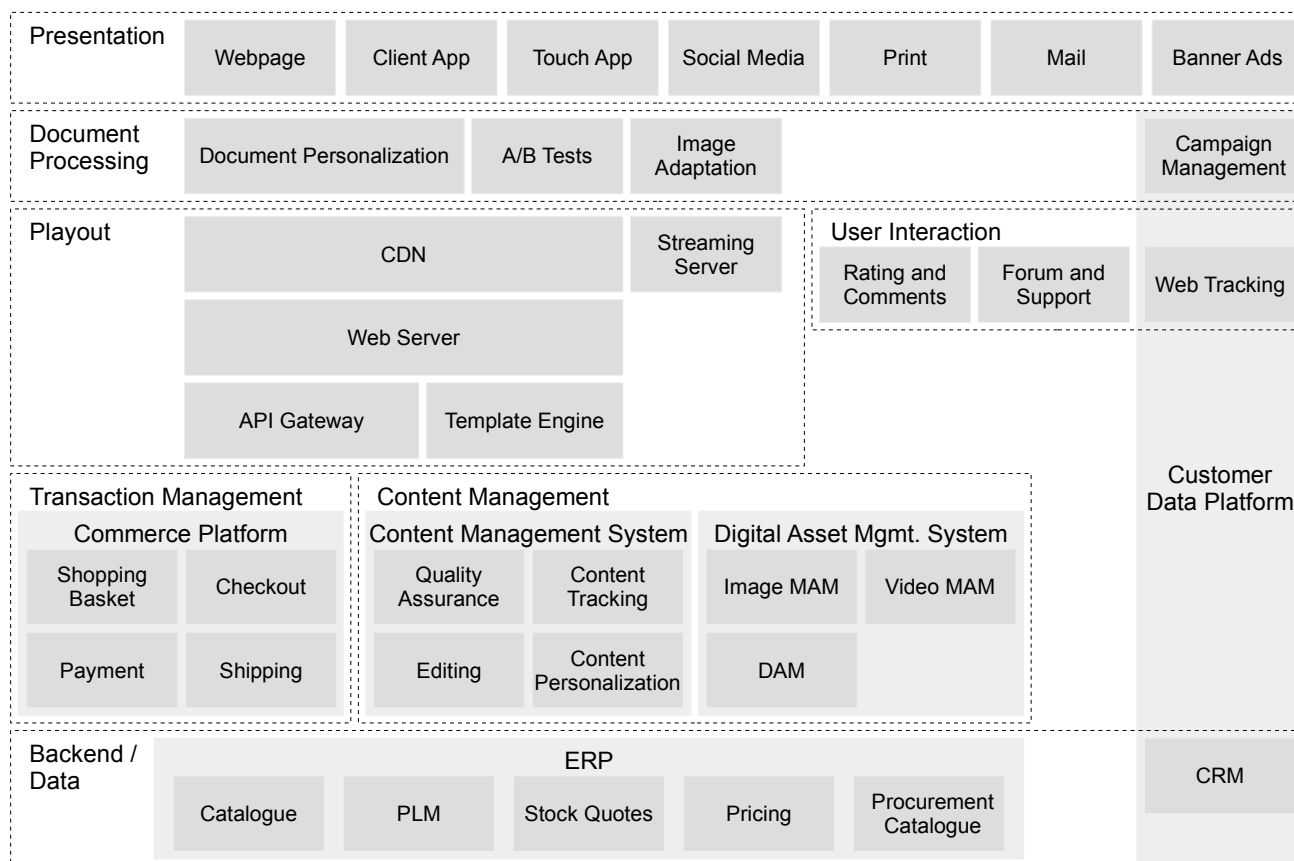 Presentation
Webpage
Client App
Touch App
Social Media
Print
Mail
Banner Ads
Document
Processing
Document Personalization
A/B Tests
Image
Adaptation
Campaign
Management
Playout
CDN
Streaming
Server
Web Server
API Gateway
Template Engine
User Interaction
Rating and
Comments
Forum and
Support
Web Tracking
Customer
Data Platform
Transaction Management
Commerce Platform
Shopping
Basket
Checkout
Payment
Shipping
Content Management
Content Management System
Quality
Assurance
Content
Tracking
Editing
Content
Personalization
Digital Asset Mgmt. System
Image MAM
Video MAM
DAM
Backend /
Data
ERP
Catalogue
PLM
Stock Quotes
Pricing
Procurement
Catalogue
CRM